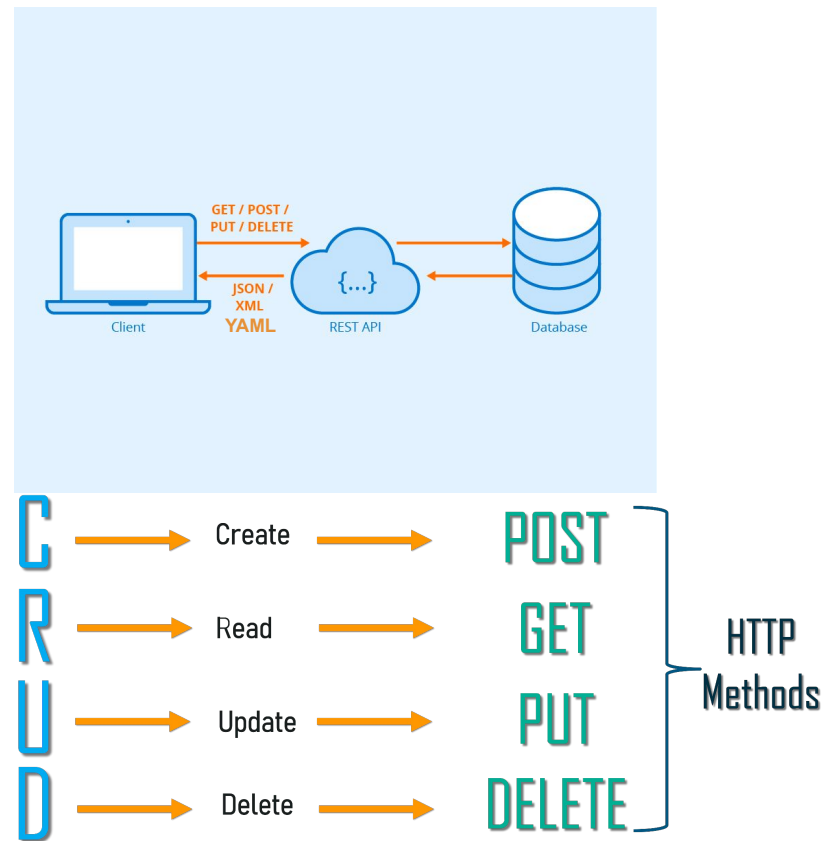 GET / POST /
PUT / DELETE
JSON /
XML
YAML
{...}
Client
REST API
Database
C Create POST
R Read GET
U Update PUT
D Delete DELETE
HTTP
Methods